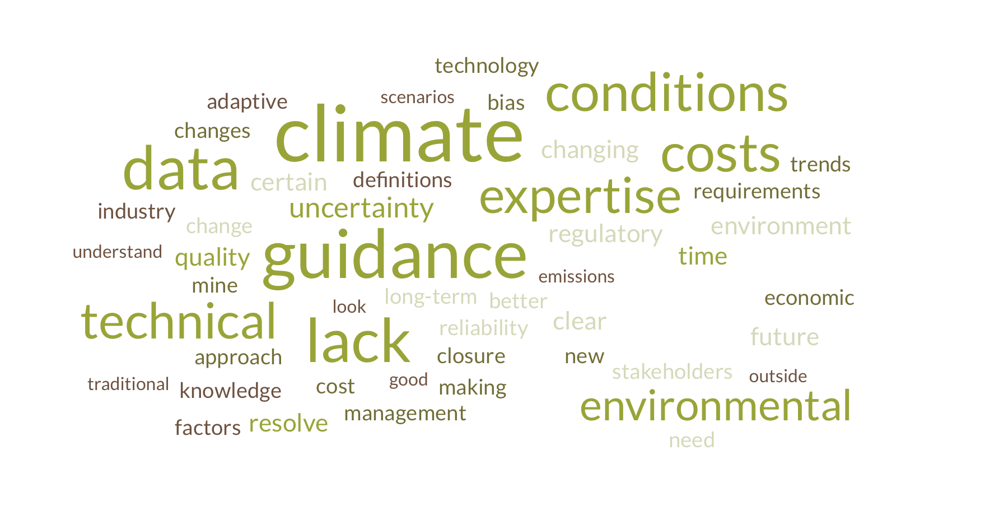 technology
conditions
adaptive
scenarios
bias
changes
climate
changing
costs
data
trends
certain
definitions
expertise
requirements
industry
uncertainty
change
regulatory
environment
understand
quality
guidance
time
mine
emissions
look
long-term
better
economic
technical
lack
reliability
clear
future
approach
closure
new
stakeholders
outside
traditional
knowledge
cost
good
making
environmental
factors
resolve
management
need